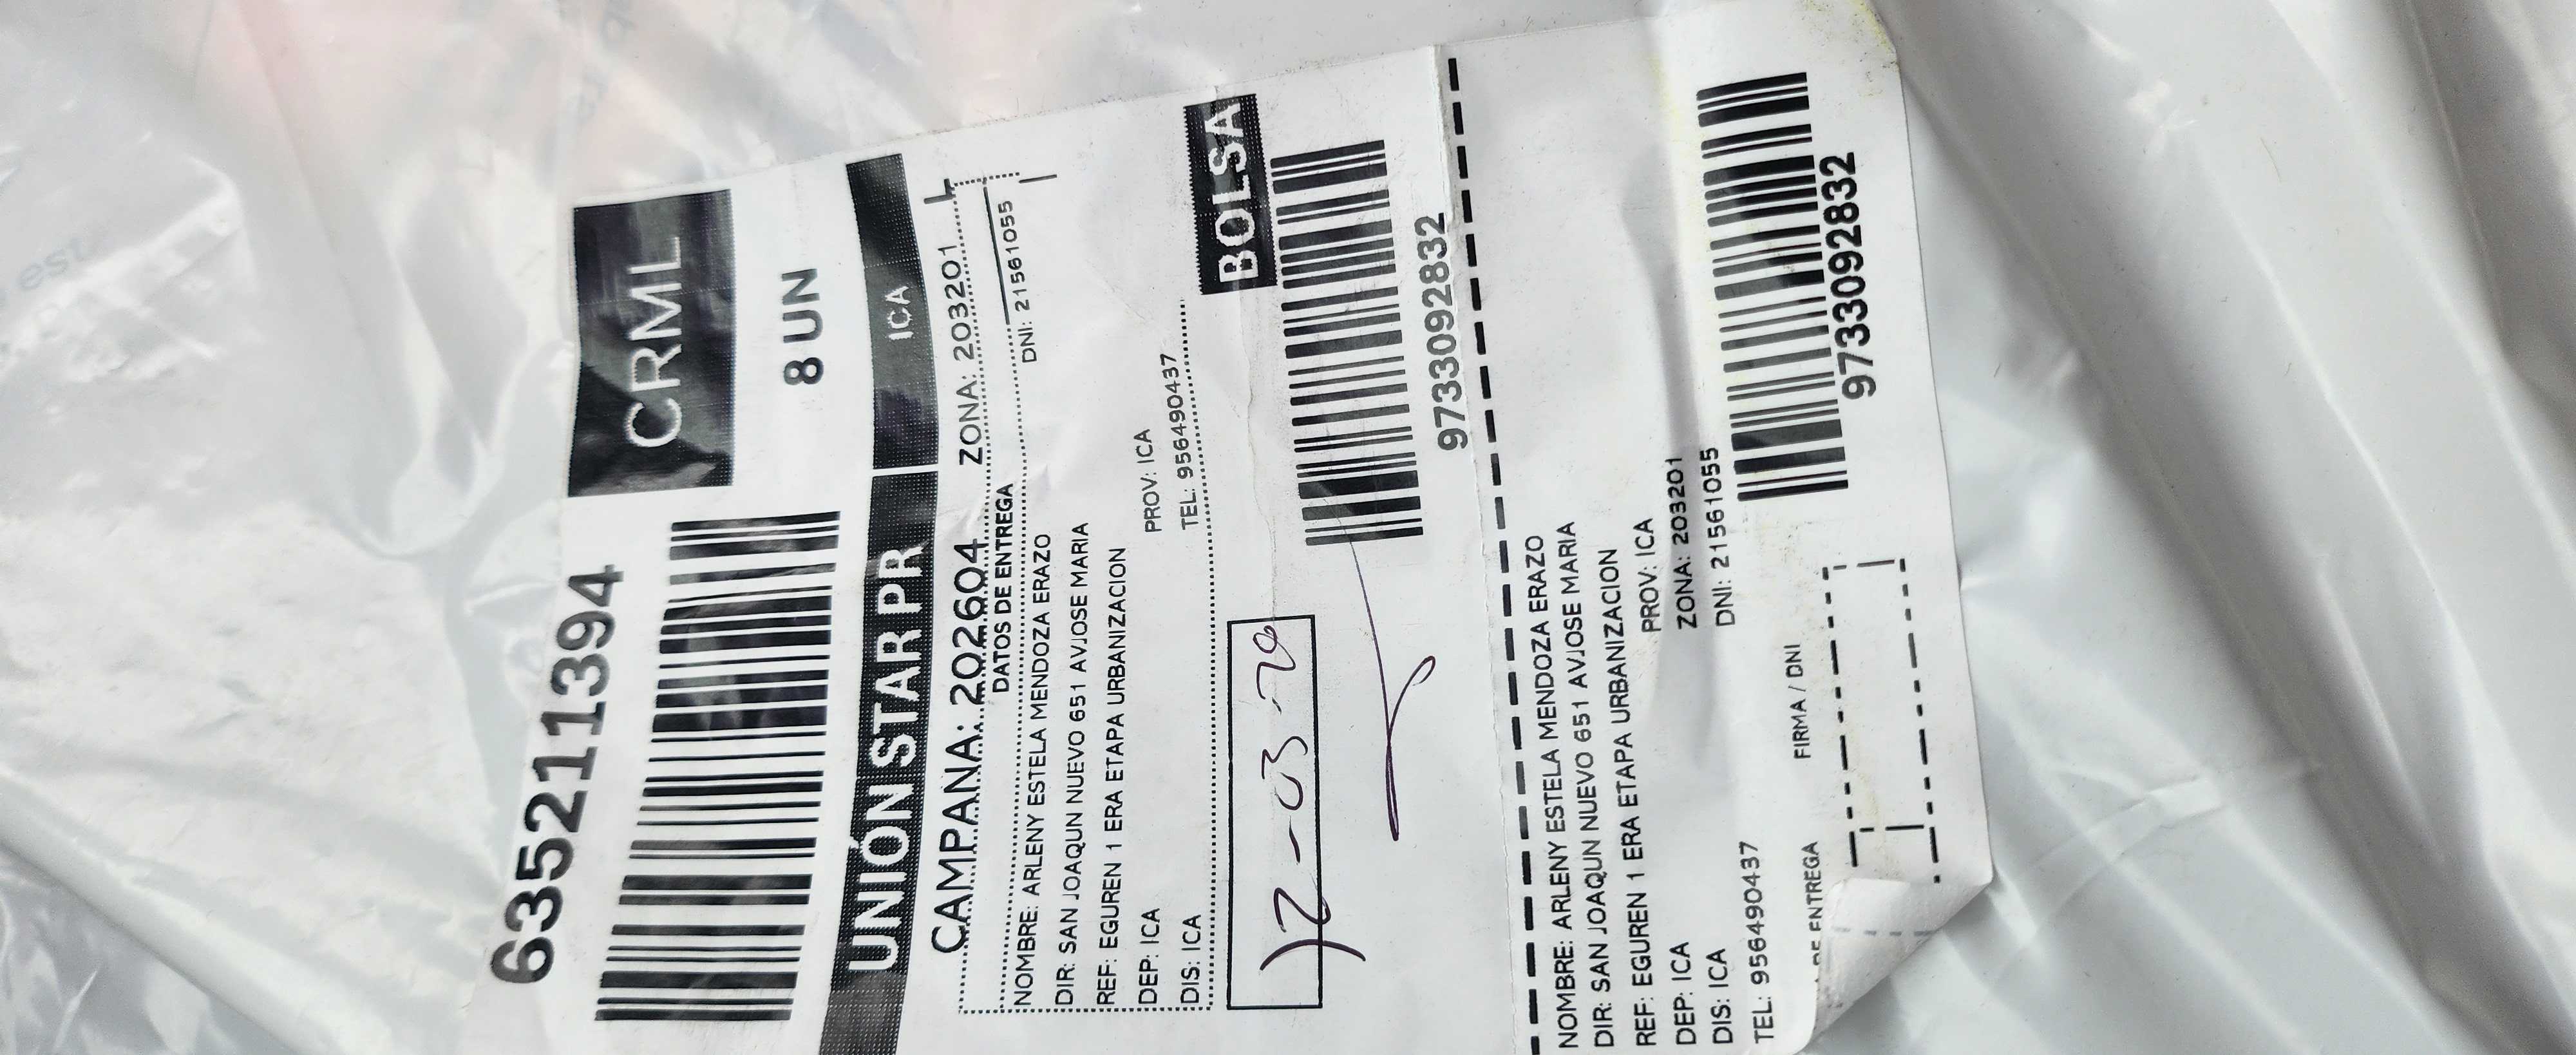 6352111394
CRML
8 UN
UNIÓN STAR PR
ICA
CAMPANA: 202604 ZONA: 203201
DATOS DE ENTREGA
NOMBRE: ARLENY ESTELA MENDOZA ERAZO DNI: 21561055
DIR: SAN JOAQUN NUEVO 651 AVJOSE MARIA
REF: EGUREN 1 ERA ETAPA URBANIZACION
DEP: ICA PROV: ICA
DIS: ICA TEL: 956490437
BOLSA
9733092832
NOMBRE: ARLENY ESTELA MENDOZA ERAZO
DIR: SAN JOAQUN NUEVO 651 AVJOSE MARIA
REF: EGUREN 1 ERA ETAPA URBANIZACION
DEP: ICA PROV: ICA
DIS: ICA ZONA: 203201
TEL: 956490437 DNI: 21561055
ENTREGA FIRMA / DNI
9733092832